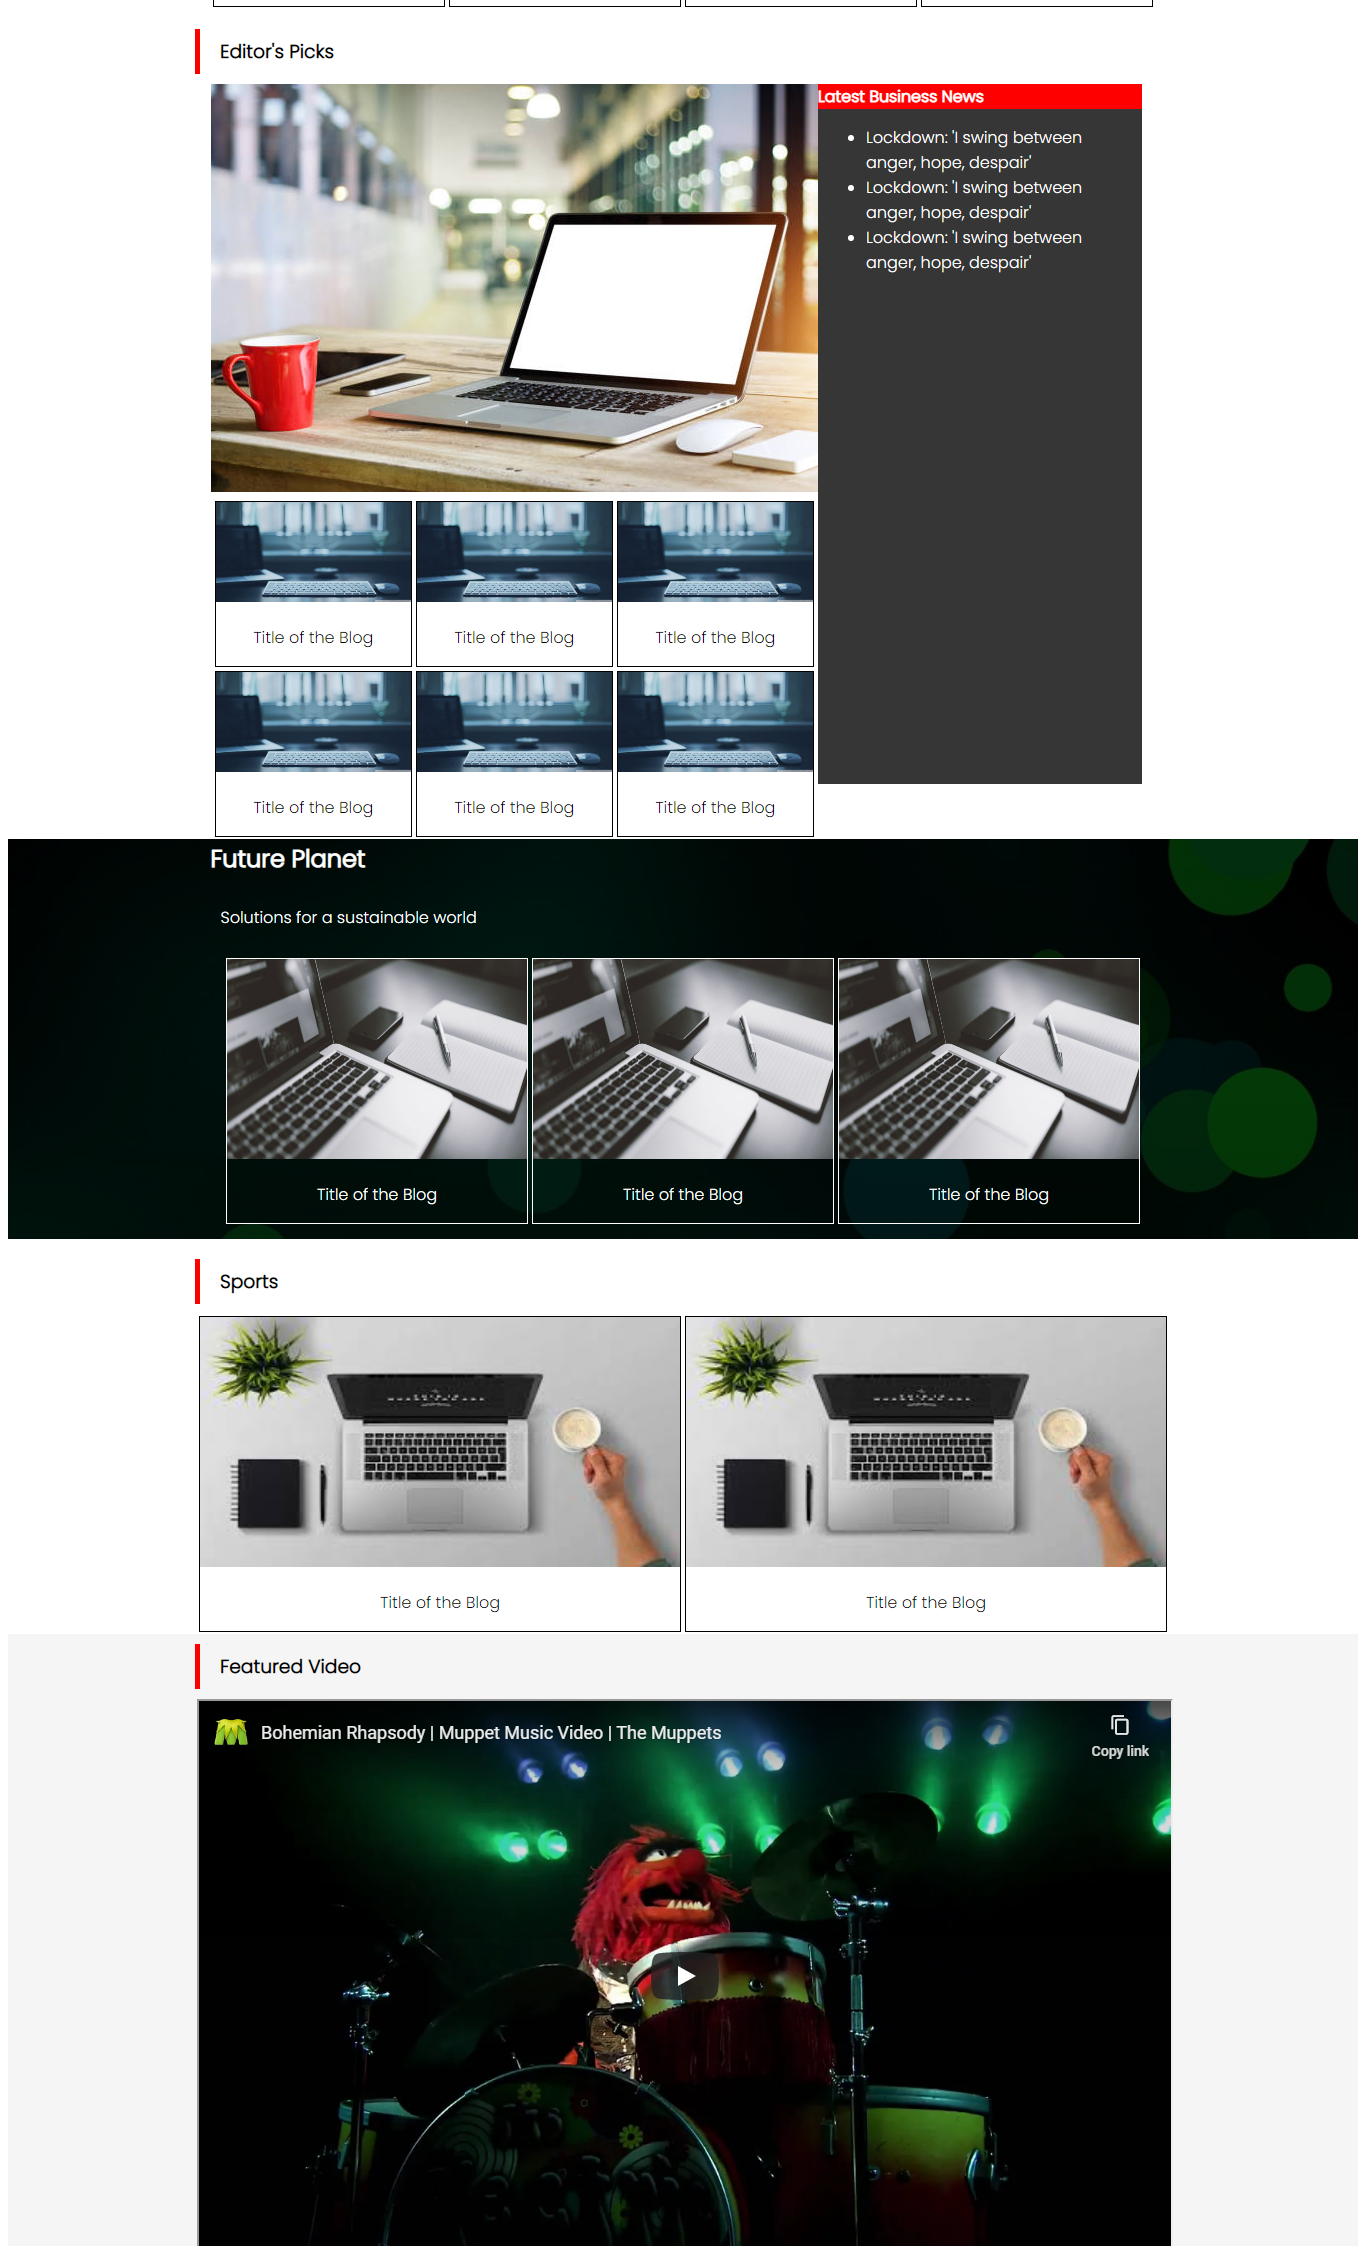 Editor's Picks
Latest Business News
Lockdown: 'I swing between
anger, hope, despair'
Lockdown: 'I swing between
anger, hope, despair'
Lockdown: 'I swing between
anger, hope, despair'
Title of the Blog
Title of the Blog
Title of the Blog
Title of the Blog
Title of the Blog
Title of the Blog
Future Planet
Solutions for a sustainable world
Title of the Blog
Title of the Blog
Title of the Blog
Sports
Title of the Blog
Title of the Blog
Featured Video
Bohemian Rhapsody | Muppet Music Video | The Muppets
Copy link